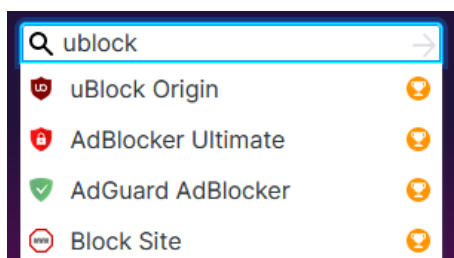 ublock
uBlock Origin
AdBlocker Ultimate
AdGuard AdBlocker
Block Site